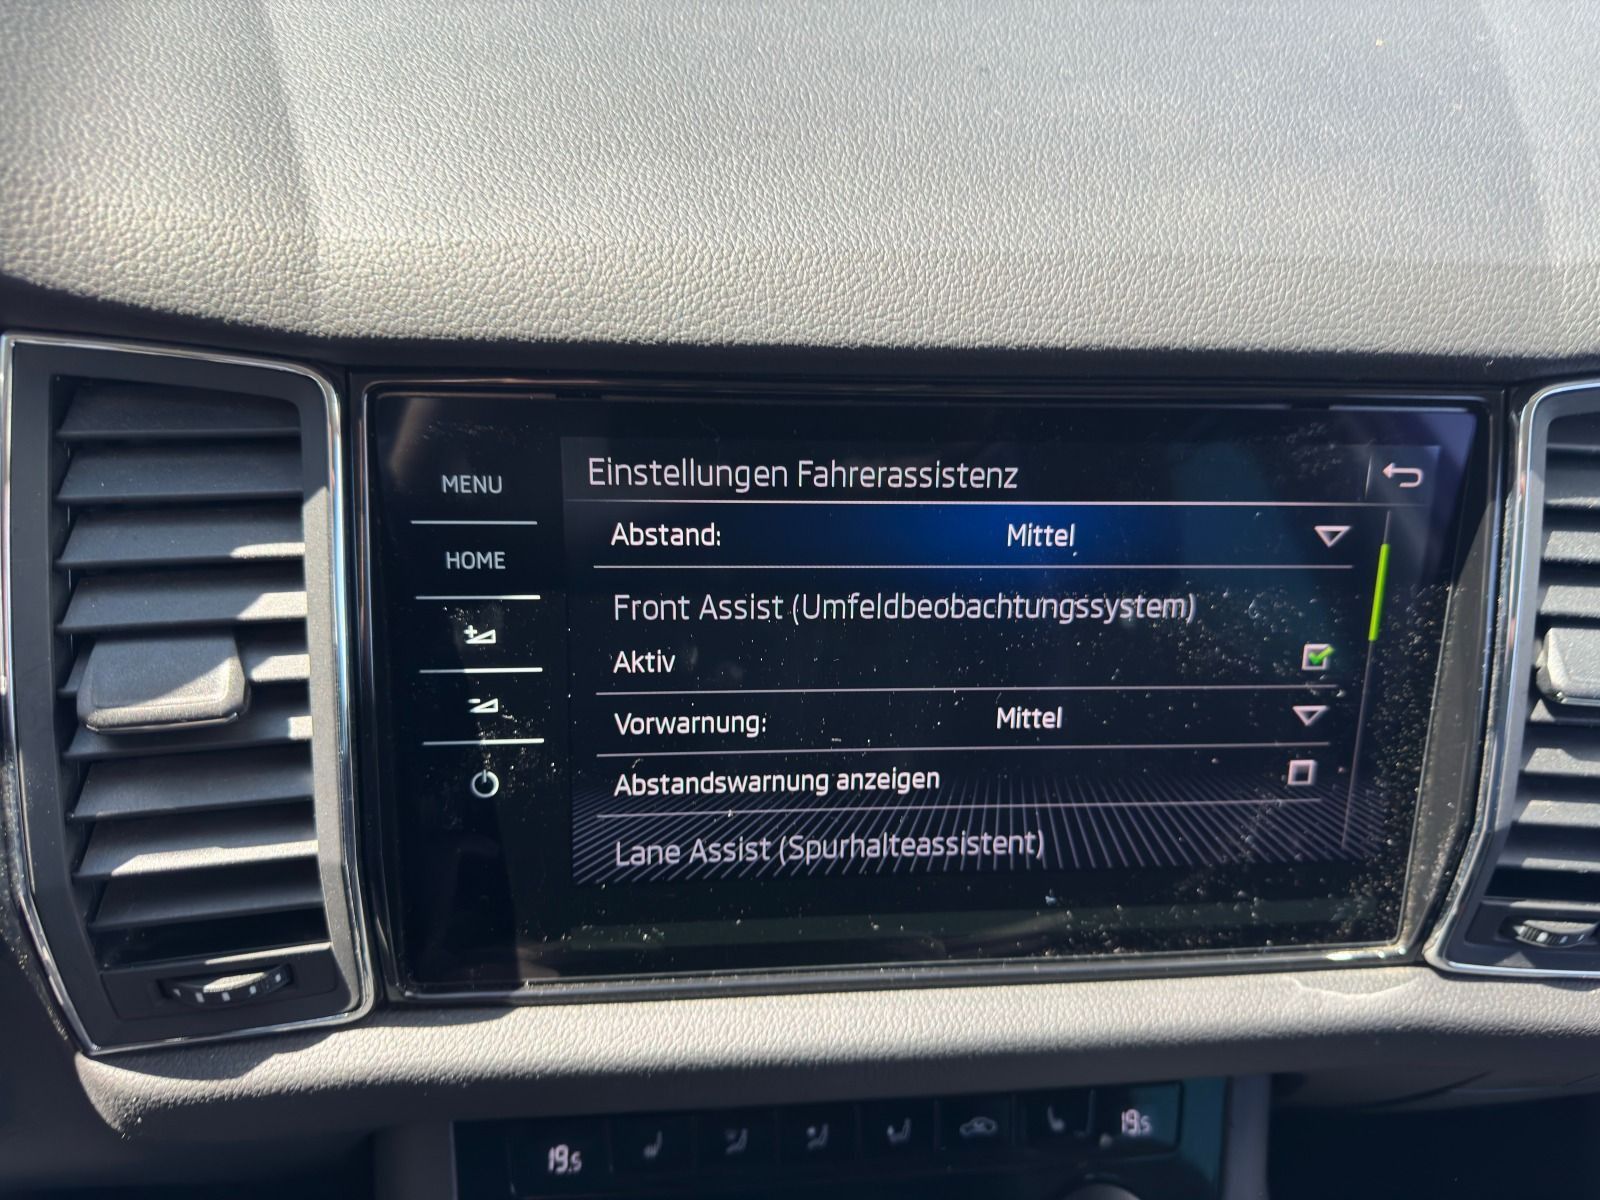 MENU
HOME
Einstellungen Fahrerassistenz
Abstand: Mittel
Front Assist (Umfeldbeobachtungssystem)
Aktiv
Vorwarnung: Mittel
Abstandswarnung anzeigen
Lane Assist (Spurhalteassistent)
19.5
19.5